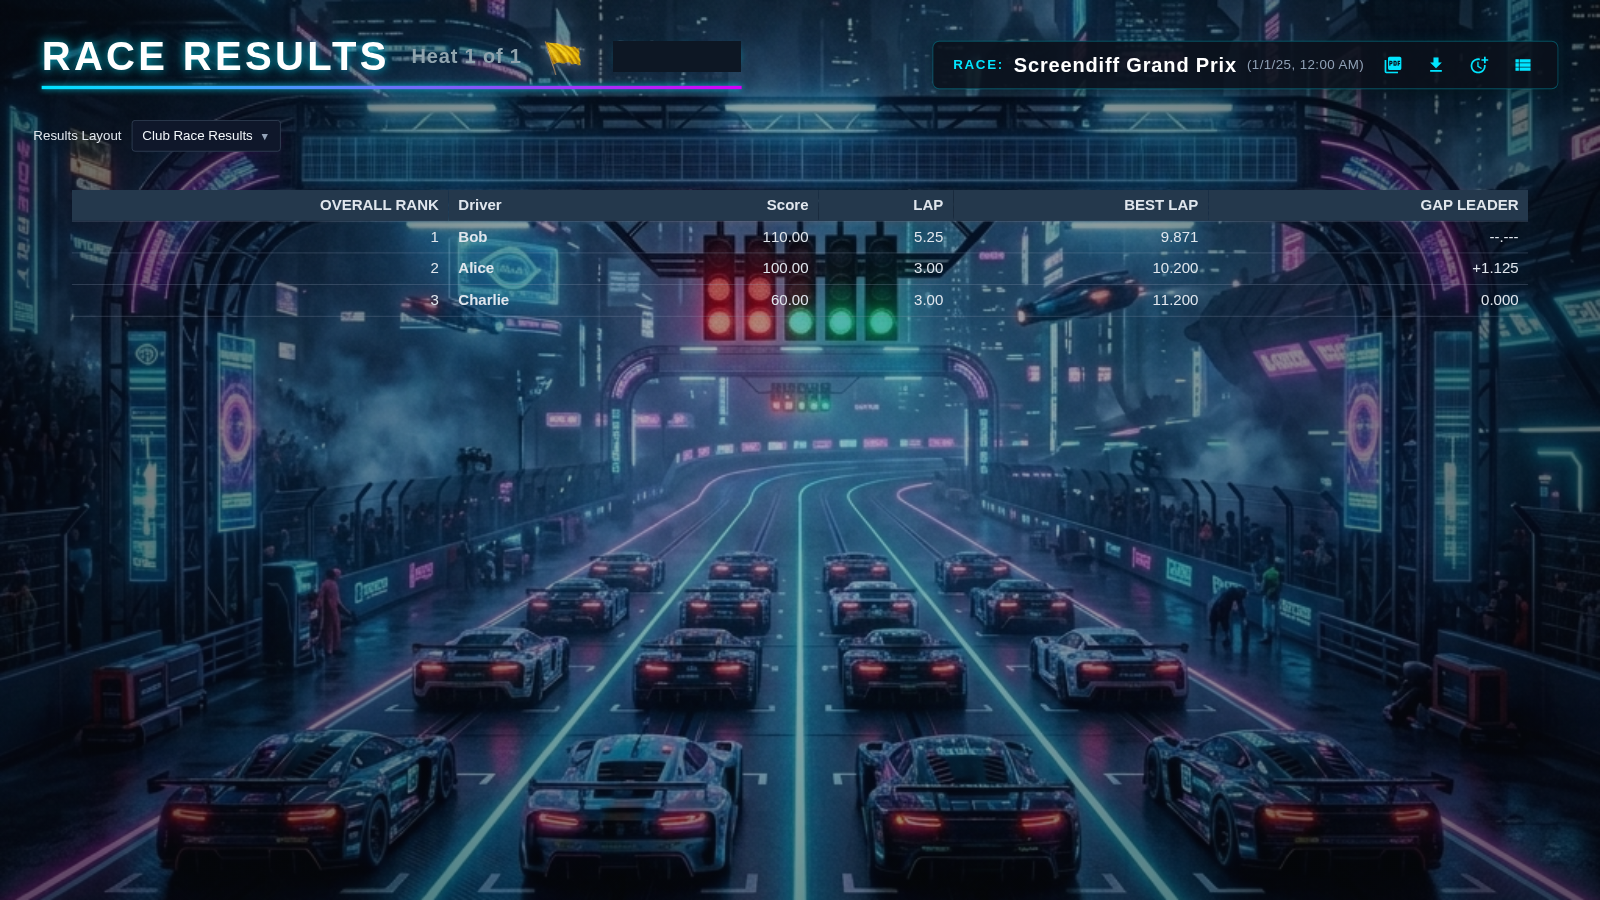 RACE RESULTS Heat 1 of 1
RACE: Screendiff Grand Prix (1/1/25, 12:00 AM) PDF
Results Layout Club Race Results
OVERALL RANK Driver Score LAP BEST LAP GAP LEADER
1 Bob 110.00 5.25 9.871 --.---
2 Alice 100.00 3.00 10.200 +1.125
3 Charlie 60.00 3.00 11.200 0.000